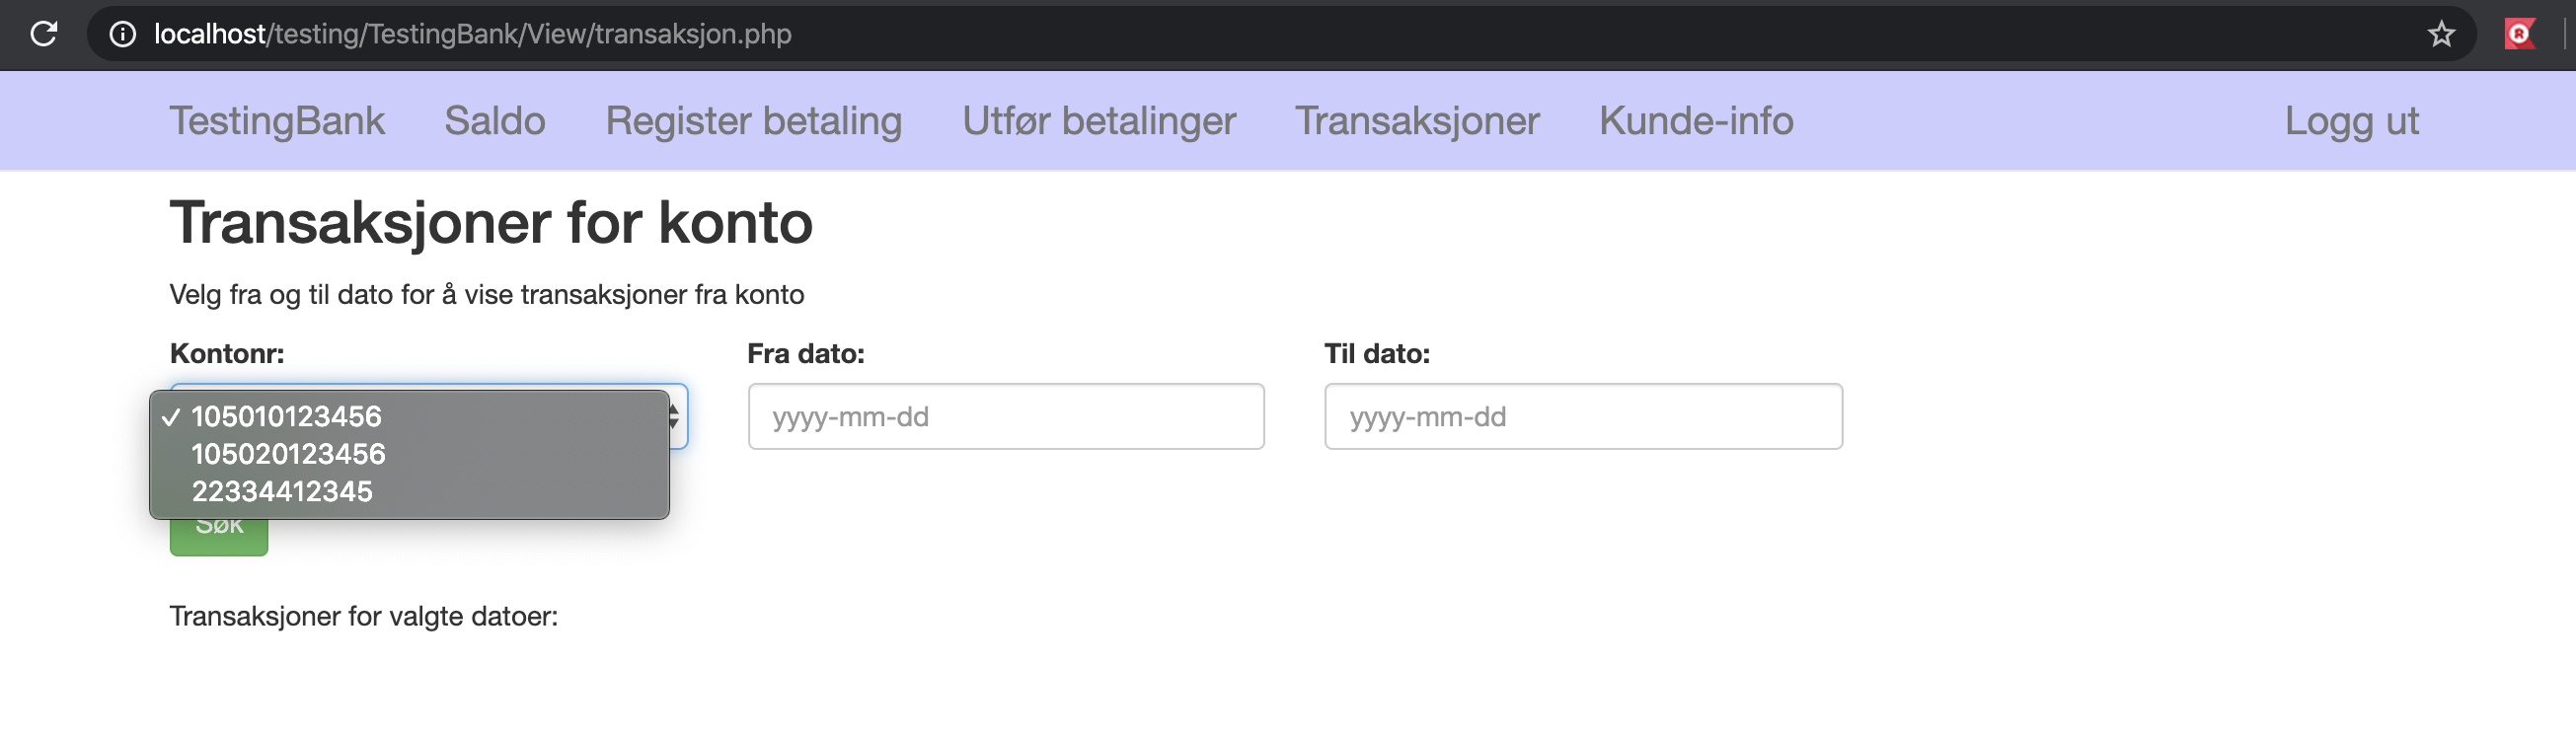 localhost/testing/TestingBank/View/transaksjon.php
TestingBank Saldo Register betaling Utfør betalinger Transaksjoner Kunde-info Logg ut
Transaksjoner for konto
Velg fra og til dato for å vise transaksjoner fra konto
Kontonr: Fra dato: Til dato:
✓ 105010123456 yyyy-mm-dd yyyy-mm-dd
105020123456
22334412345
Søk
Transaksjoner for valgte datoer: